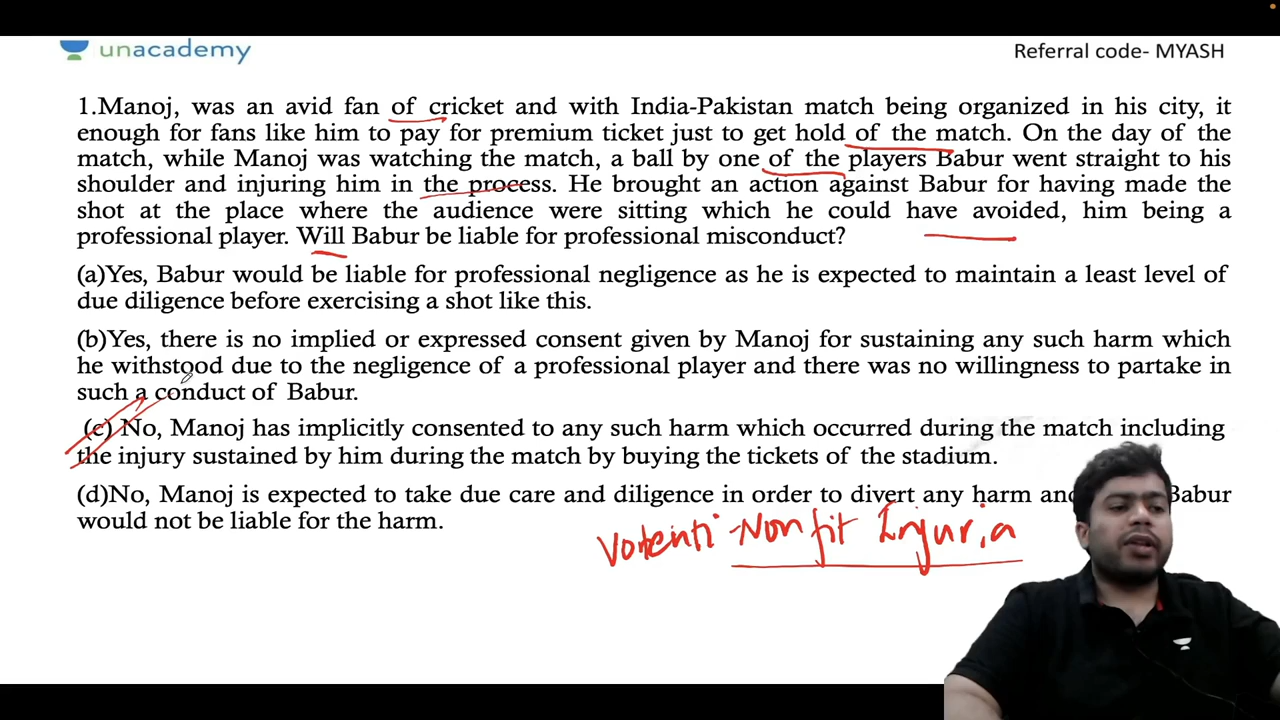 unacademy
Referral code- MYASH
1.Manoj, was an avid fan of cricket and with India-Pakistan match being organized in his city, it
enough for fans like him to pay for premium ticket just to get hold of the match. On the day of the
match, while Manoj was watching the match, a ball by one of the players Babur went straight to his
shoulder and injuring him in the process. He brought an action against Babur for having made the
shot at the place where the audience were sitting which he could have avoided, him being a
professional player. Will Babur be liable for professional misconduct?
(a)Yes, Babur would be liable for professional negligence as he is expected to maintain a least level of
due diligence before exercising a shot like this.
(b)Yes, there is no implied or expressed consent given by Manoj for sustaining any such harm which
he withstood due to the negligence of a professional player and there was no willingness to partake in
such a conduct of Babur.
(c) No, Manoj has implicitly consented to any such harm which occurred during the match including
the injury sustained by him during the match by buying the tickets of the stadium.
(d)No, Manoj is expected to take due care and diligence in order to divert any harm and Babur
would not be liable for the harm.
Non fit Injuria